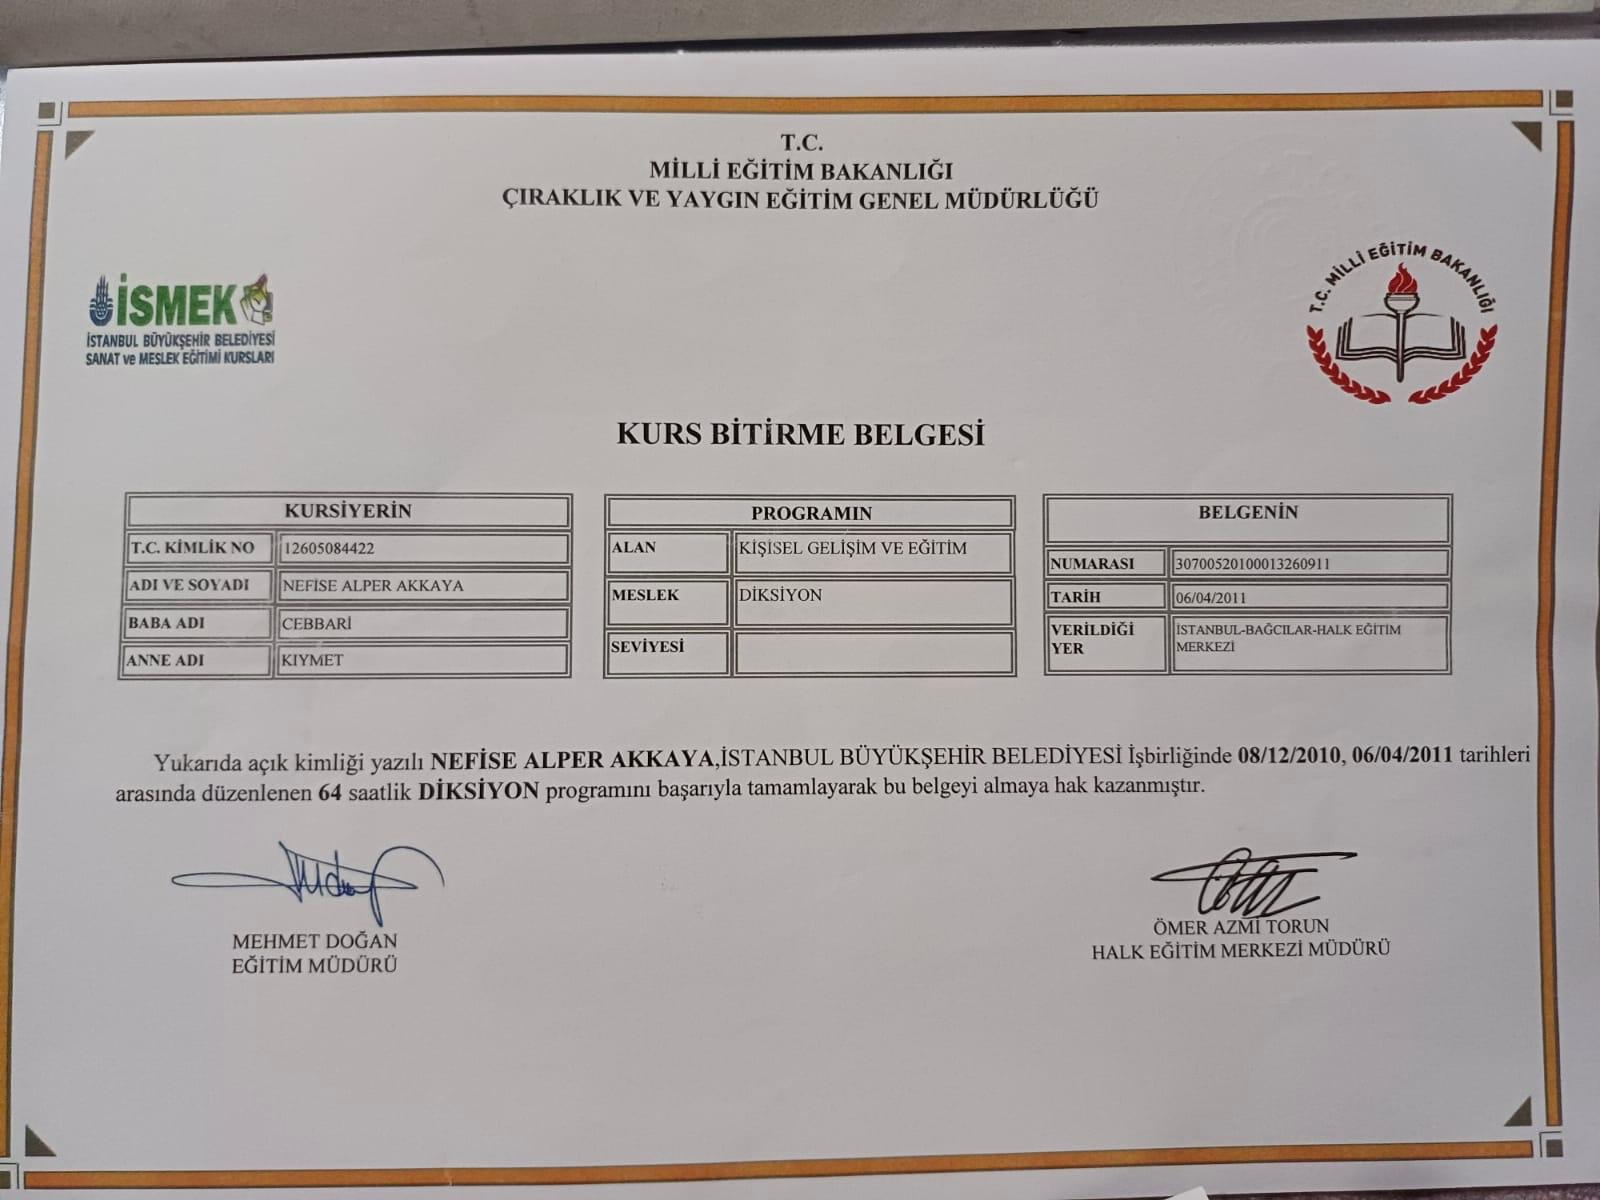 T.C.
MİLLİ EĞİTİM BAKANLIĞI
ÇIRAKLIK VE YAYGIN EĞİTİM GENEL MÜDÜRLÜĞÜ
İSMEK
İSTANBUL BÜYÜKŞEHİR BELEDİYESİ
SANAT ve MESLEK EĞİTİMİ KURSLARI
T.C. MİLLİ EĞİTİM BAKANLIĞI
KURS BİTİRME BELGESİ
KURSİYERİN
T.C. KİMLİK NO 12605084422
ADI VE SOYADI NEFİSE ALPER AKKAYA
BABA ADI CEBBARİ
ANNE ADI KIYMET
PROGRAMIN
ALAN KİŞİSEL GELİŞİM VE EĞİTİM
MESLEK DİKSİYON
SEVİYESİ
BELGENİN
NUMARASI 30700520100013260911
TARİH 06/04/2011
VERİLDİĞİ İSTANBUL-BAĞCILAR-HALK EĞİTİM
YER MERKEZİ
Yukarıda açık kimliği yazılı NEFİSE ALPER AKKAYA,İSTANBUL BÜYÜKŞEHİR BELEDİYESİ İşbirliğinde 08/12/2010, 06/04/2011 tarihleri
arasında düzenlenen 64 saatlik DİKSİYON programını başarıyla tamamlayarak bu belgeyi almaya hak kazanmıştır.
MEHMET DOĞAN
EĞİTİM MÜDÜRÜ
ÖMER AZMİ TORUN
HALK EĞİTİM MERKEZİ MÜDÜRÜ